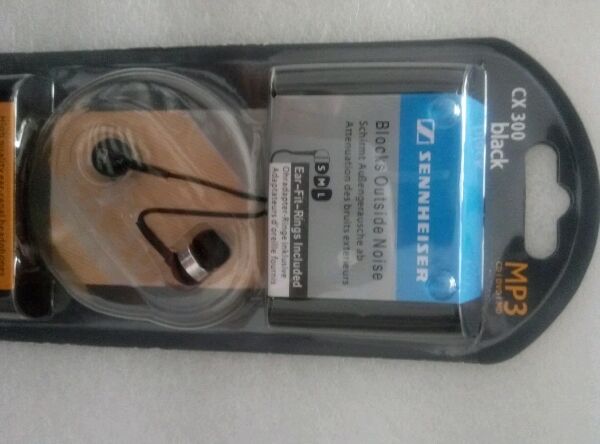 CX 300
black
MP3
SENNHEISER
Blocks Outside Noise
Schirmt Außengeräusche ab
Atténuation des bruits extérieurs
S M L
Ear-Fit-Rings Included
Ohradapter-Ringe inklusive
Adaptateurs d'oreille fournis